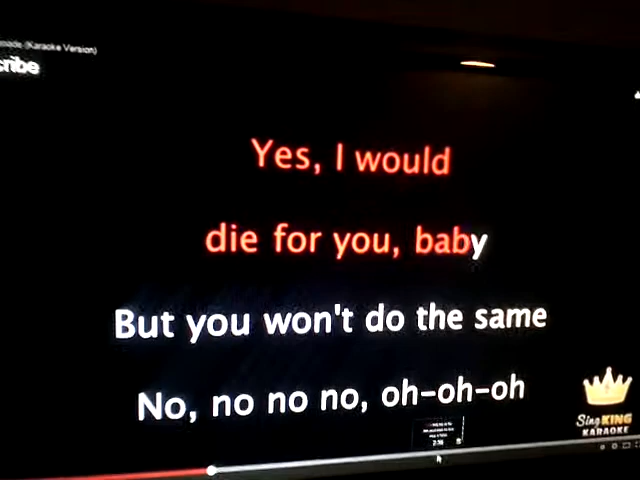 (Karaoke Version)
Yes, I would
die for you, baby
But you won't do the same
No, no no no, oh-oh-oh
Sing KING
KARAOKE